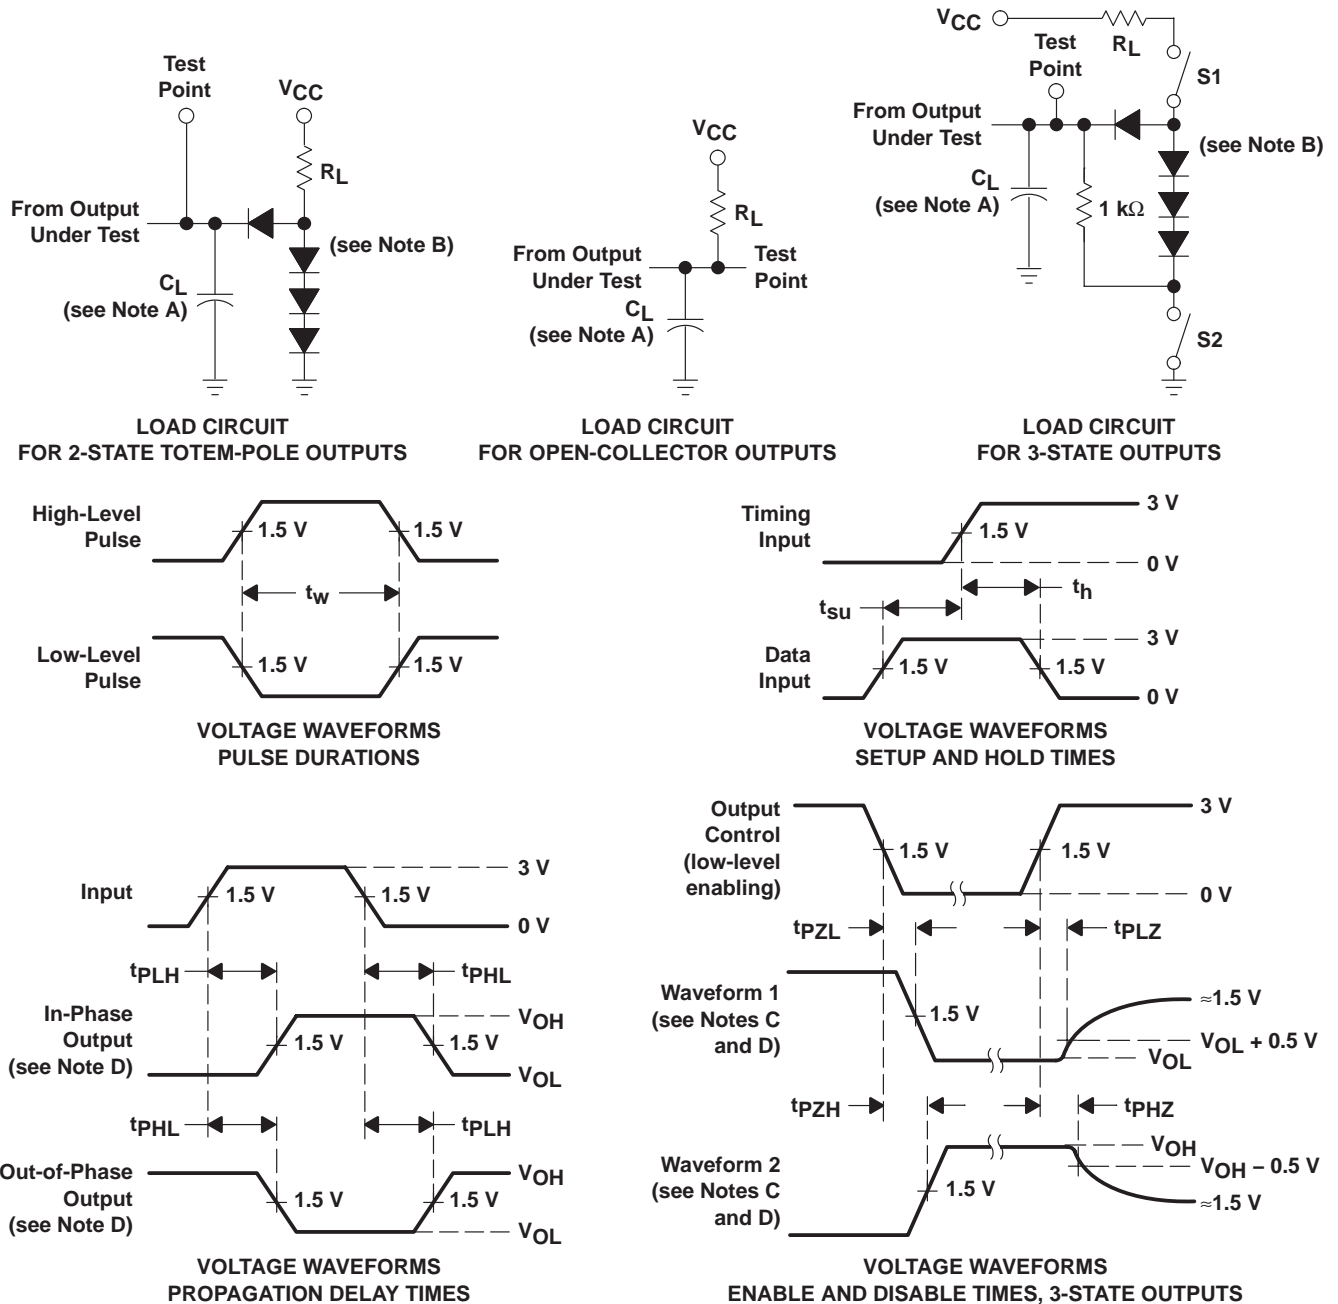 Test
Point
VCC
RL
From Output
Under Test
(see Note B)
CL
(see Note A)
LOAD CIRCUIT
FOR 2-STATE TOTEM-POLE OUTPUTS
VCC
RL
From Output
Under Test
Test
Point
CL
(see Note A)
LOAD CIRCUIT
FOR OPEN-COLLECTOR OUTPUTS
VCC
RL
Test
Point
S1
From Output
Under Test
(see Note B)
CL
(see Note A)
1 kΩ
S2
LOAD CIRCUIT
FOR 3-STATE OUTPUTS
High-Level
Pulse
1.5 V
1.5 V
tw
Low-Level
Pulse
1.5 V
1.5 V
VOLTAGE WAVEFORMS
PULSE DURATIONS
Timing
Input
1.5 V
3 V
0 V
th
tsu
Data
Input
1.5 V
1.5 V
3 V
0 V
VOLTAGE WAVEFORMS
SETUP AND HOLD TIMES
Input
1.5 V
1.5 V
3 V
0 V
tPLH
tPHL
In-Phase
Output
(see Note D)
1.5 V
1.5 V
VOH
VOL
tPHL
tPLH
Out-of-Phase
Output
(see Note D)
1.5 V
1.5 V
VOH
VOL
VOLTAGE WAVEFORMS
PROPAGATION DELAY TIMES
Output
Control
(low-level
enabling)
1.5 V
1.5 V
3 V
0 V
tPZL
tPLZ
Waveform 1
(see Notes C
and D)
1.5 V
≈1.5 V
VOL + 0.5 V
VOL
tPZH
tPHZ
Waveform 2
(see Notes C
and D)
1.5 V
VOH
VOH – 0.5 V
≈1.5 V
VOLTAGE WAVEFORMS
ENABLE AND DISABLE TIMES, 3-STATE OUTPUTS